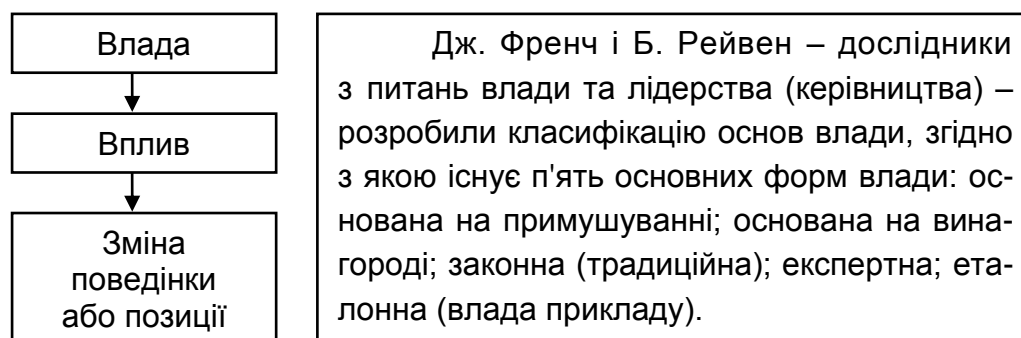 Влада
Вплив
Зміна
поведінки
або позиції
Дж. Френч і Б. Рейвен – дослідники
з питань влади та лідерства (керівництва) –
розробили класифікацію основ влади, згідно
з якою існує п'ять основних форм влади: ос-
нована на примушуванні; основана на вина-
городі; законна (традиційна); експертна; ета-
лонна (влада прикладу).